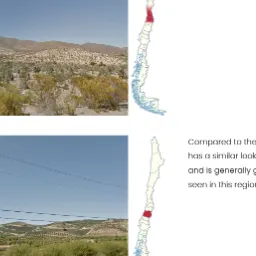 Compared to the
has a similar look
and is generally g
seen in this region